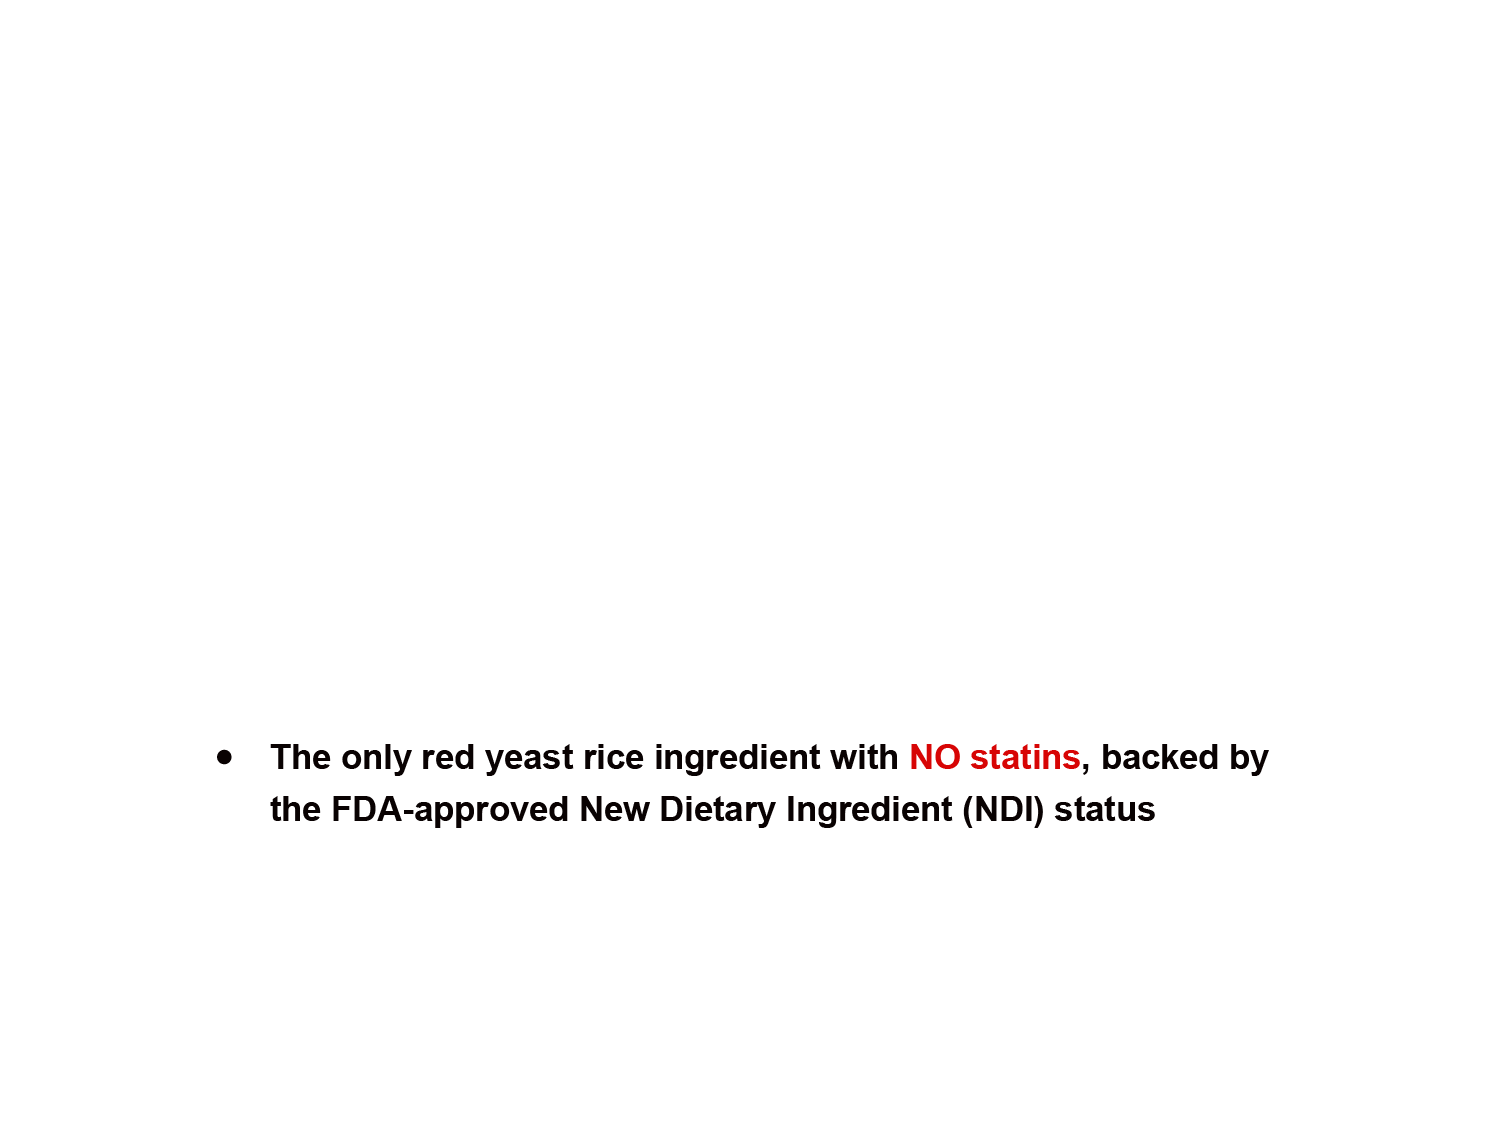 ● The only red yeast rice ingredient with NO statins, backed by
the FDA-approved New Dietary Ingredient (NDI) status